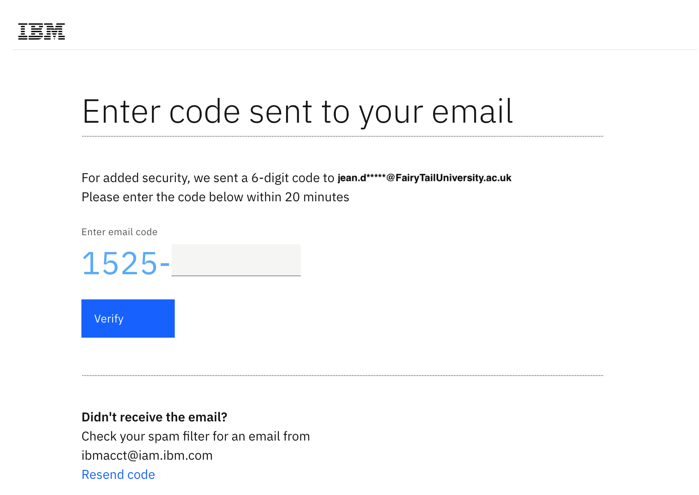 IBM
Enter code sent to your email
For added security, we sent a 6-digit code to jean.d*****@FairyTailUniversity.ac.uk
Please enter the code below within 20 minutes
Enter email code
1525-
Verify
Didn't receive the email?
Check your spam filter for an email from
ibmacct@iam.ibm.com
Resend code